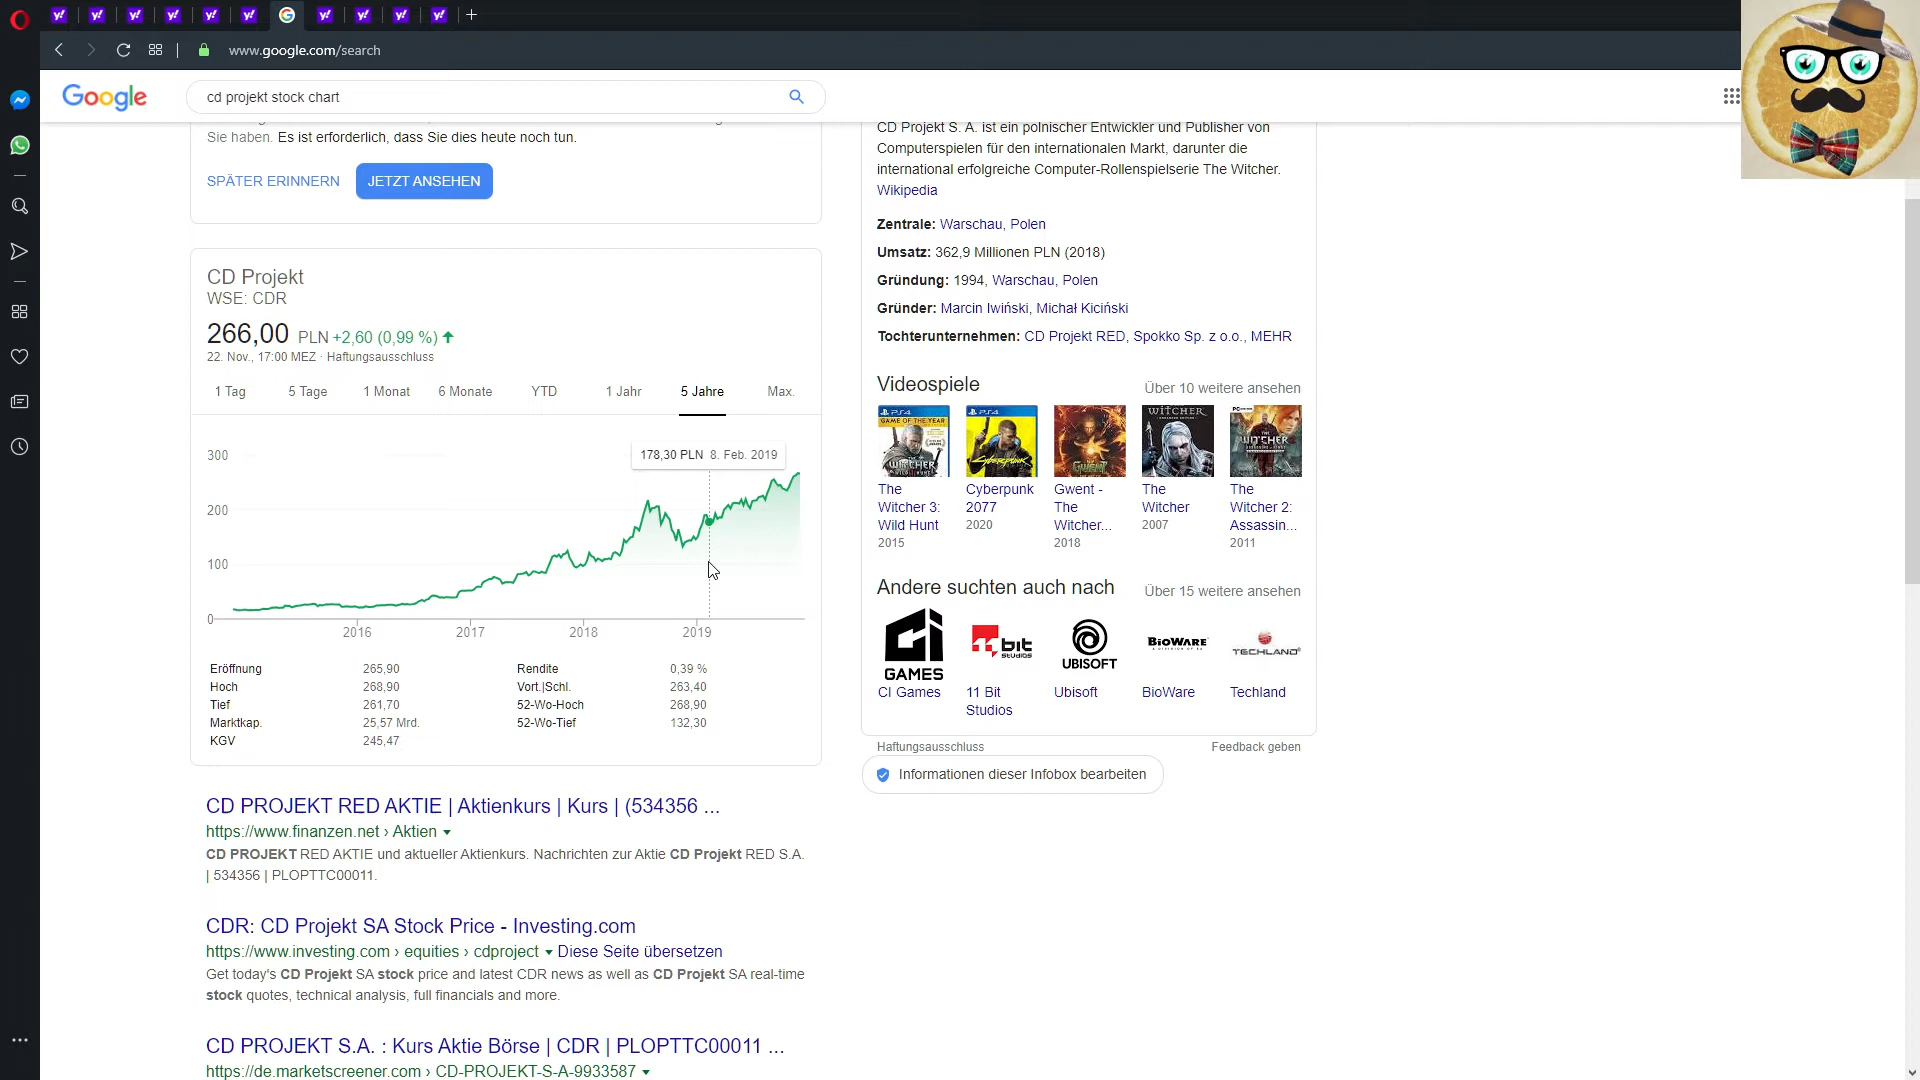 www.google.com/search
Google
cd projekt stock chart
Sie haben. Es ist erforderlich, dass Sie dies heute noch tun.
SPÄTER ERINNERN
JETZT ANSEHEN
CD Projekt
WSE: CDR
266,00 PLN +2,60 (0,99 %)
22. Nov., 17:00 MEZ · Haftungsausschluss
1 Tag 5 Tage 1 Monat 6 Monate YTD 1 Jahr 5 Jahre Max.
178,30 PLN 8. Feb. 2019
300
200
100
0
2016 2017 2018 2019
Eröffnung 265,90 Rendite 0,39 %
Hoch 268,90 Vort.|Schl. 263,40
Tief 261,70 52-Wo-Hoch 268,90
Marktkap. 25,57 Mrd. 52-Wo-Tief 132,30
KGV 245,47
CD PROJEKT RED AKTIE | Aktienkurs | Kurs | (534356 ...
https://www.finanzen.net › Aktien
CD PROJEKT RED AKTIE und aktueller Aktienkurs. Nachrichten zur Aktie CD Projekt RED S.A.
| 534356 | PLOPTTC00011.
CDR: CD Projekt SA Stock Price - Investing.com
https://www.investing.com › equities › cdproject Diese Seite übersetzen
Get today's CD Projekt SA stock price and latest CDR news as well as CD Projekt SA real-time
stock quotes, technical analysis, full financials and more.
CD PROJEKT S.A. : Kurs Aktie Börse | CDR | PLOPTTC00011 ...
https://de.marketscreener.com › CD-PROJEKT-S-A-9933587
CD Projekt S. A. ist ein polnischer Entwickler und Publisher von
Computerspielen für den internationalen Markt, darunter die
international erfolgreiche Computer-Rollenspielserie The Witcher.
Wikipedia
Zentrale: Warschau, Polen
Umsatz: 362,9 Millionen PLN (2018)
Gründung: 1994, Warschau, Polen
Gründer: Marcin Iwiński, Michał Kiciński
Tochterunternehmen: CD Projekt RED, Spokko Sp. z o.o., MEHR
Videospiele
Über 10 weitere ansehen
The
Witcher 3:
Wild Hunt
2015
Cyberpunk
2077
2020
Gwent -
The
Witcher...
2018
The
Witcher
2007
The
Witcher 2:
Assassin...
2011
Andere suchten auch nach
Über 15 weitere ansehen
GAMES
CI Games
11 bit
STUDIOS
11 Bit
Studios
UBISOFT
Ubisoft
BIOWARE
BioWare
TECHLAND
Techland
Haftungsausschluss
Feedback geben
Informationen dieser Infobox bearbeiten